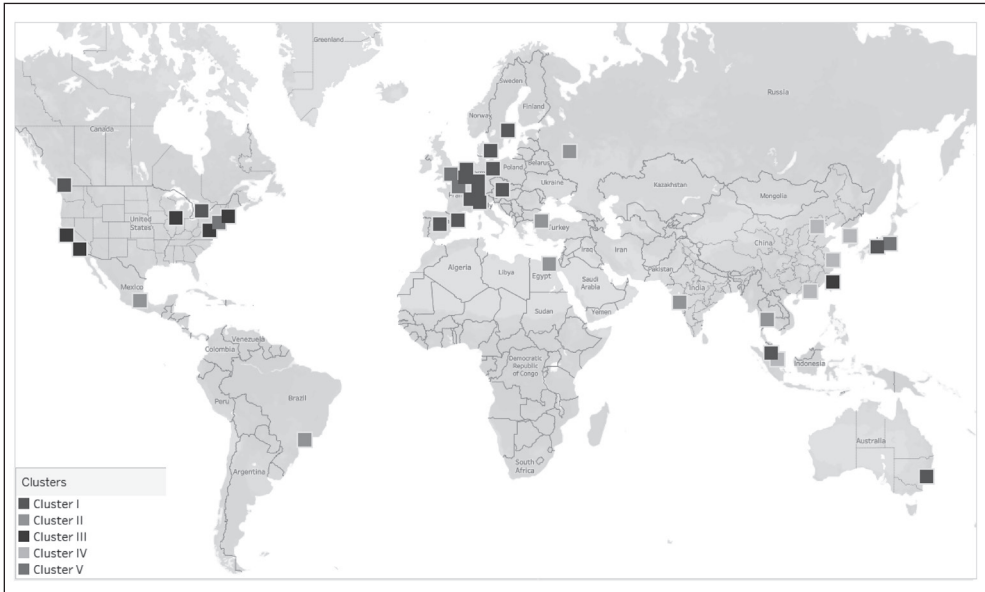 Greenland
Sweden
Finland
Norway
Russia
Canada
Poland
Belarus
Ukraine
Kazakhstan
Mongolia
United
States
Turkey
China
Iraq
Iran
Pakistan
Algeria
Libya
Egypt
Saudi
Arabia
India
Mexico
Sudan
Yemen
Venezuela
Colombia
Democratic
Republic
of Congo
Indonesia
Peru
Brazil
Australia
South
Africa
Argentina
Clusters
Cluster I
Cluster II
Cluster III
Cluster IV
Cluster V